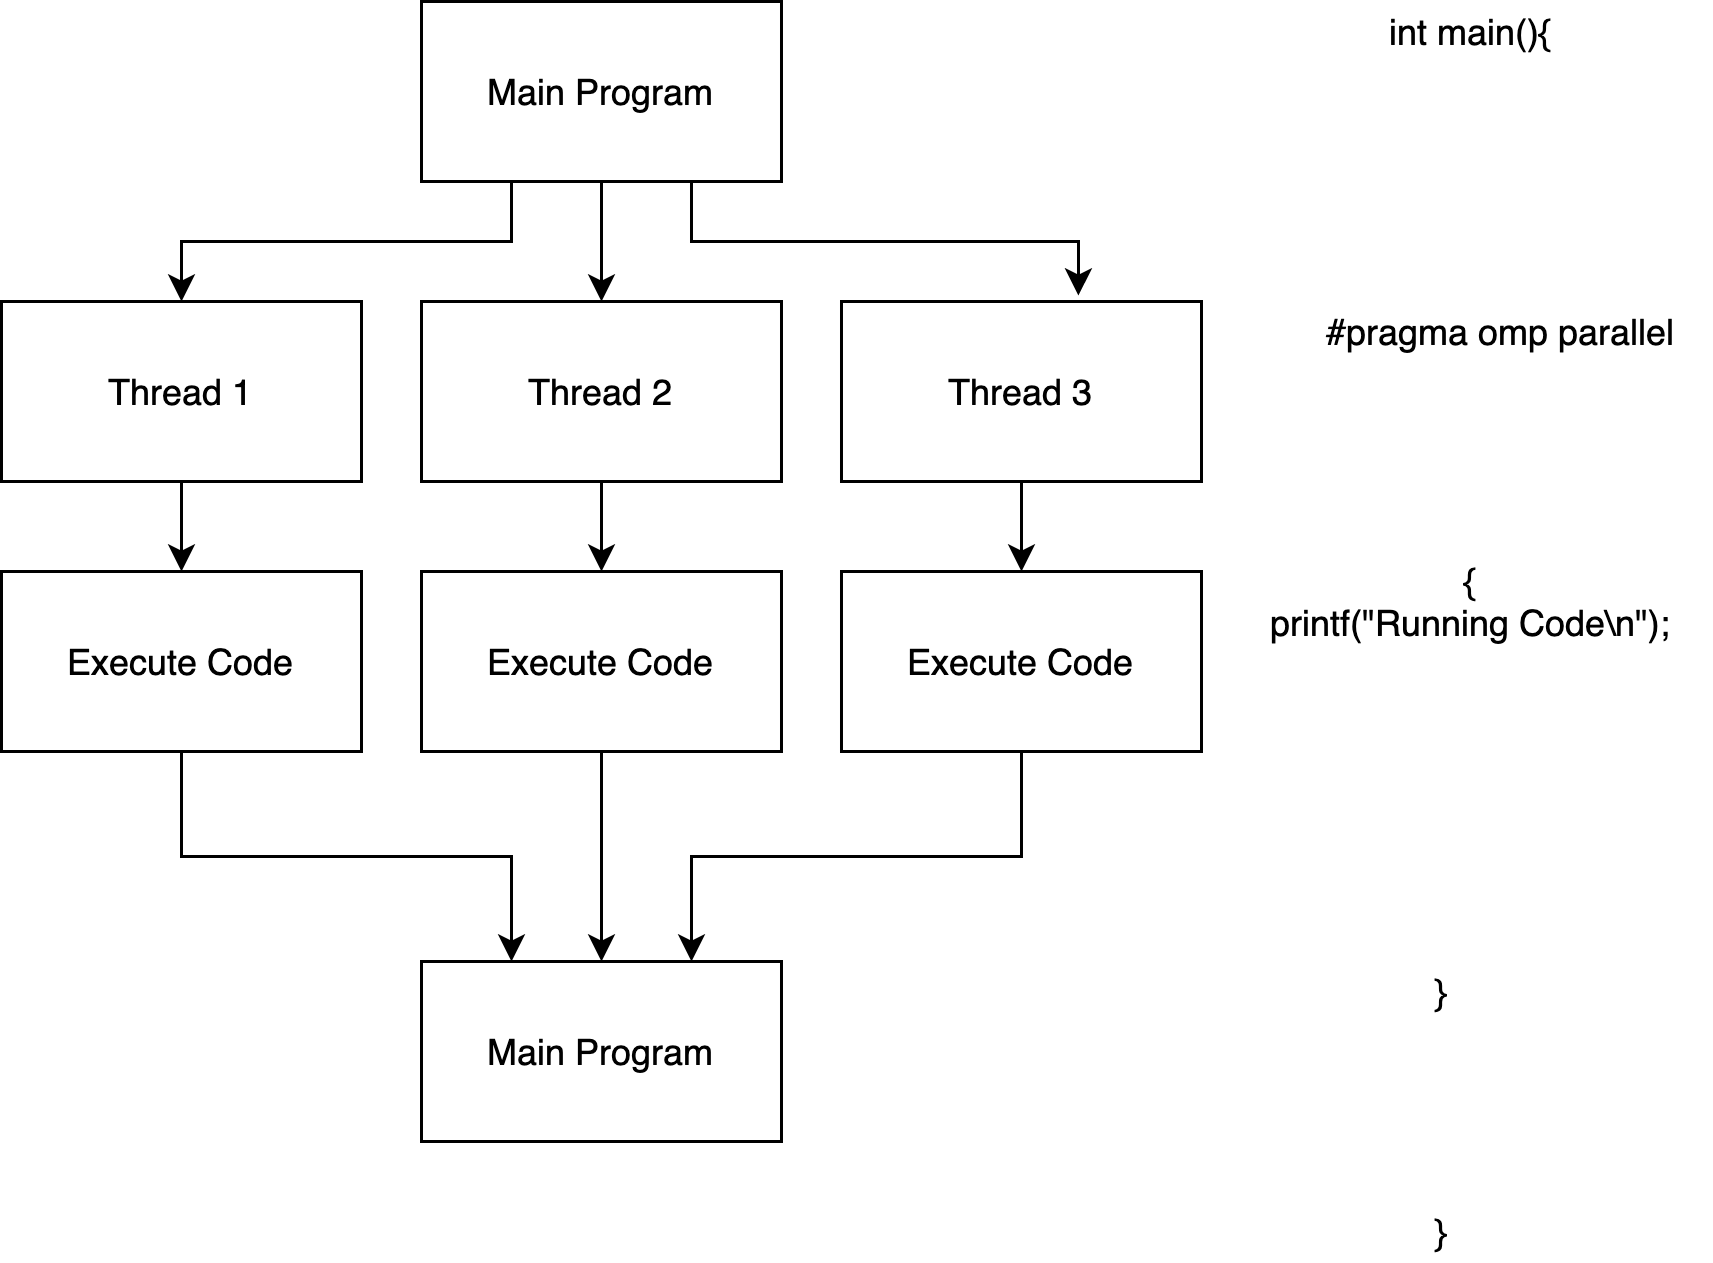 Main Program
int main(){
Thread 1
Thread 2
Thread 3
#pragma omp parallel
Execute Code
Execute Code
Execute Code
{
printf("Running Code\n");
}
Main Program
}